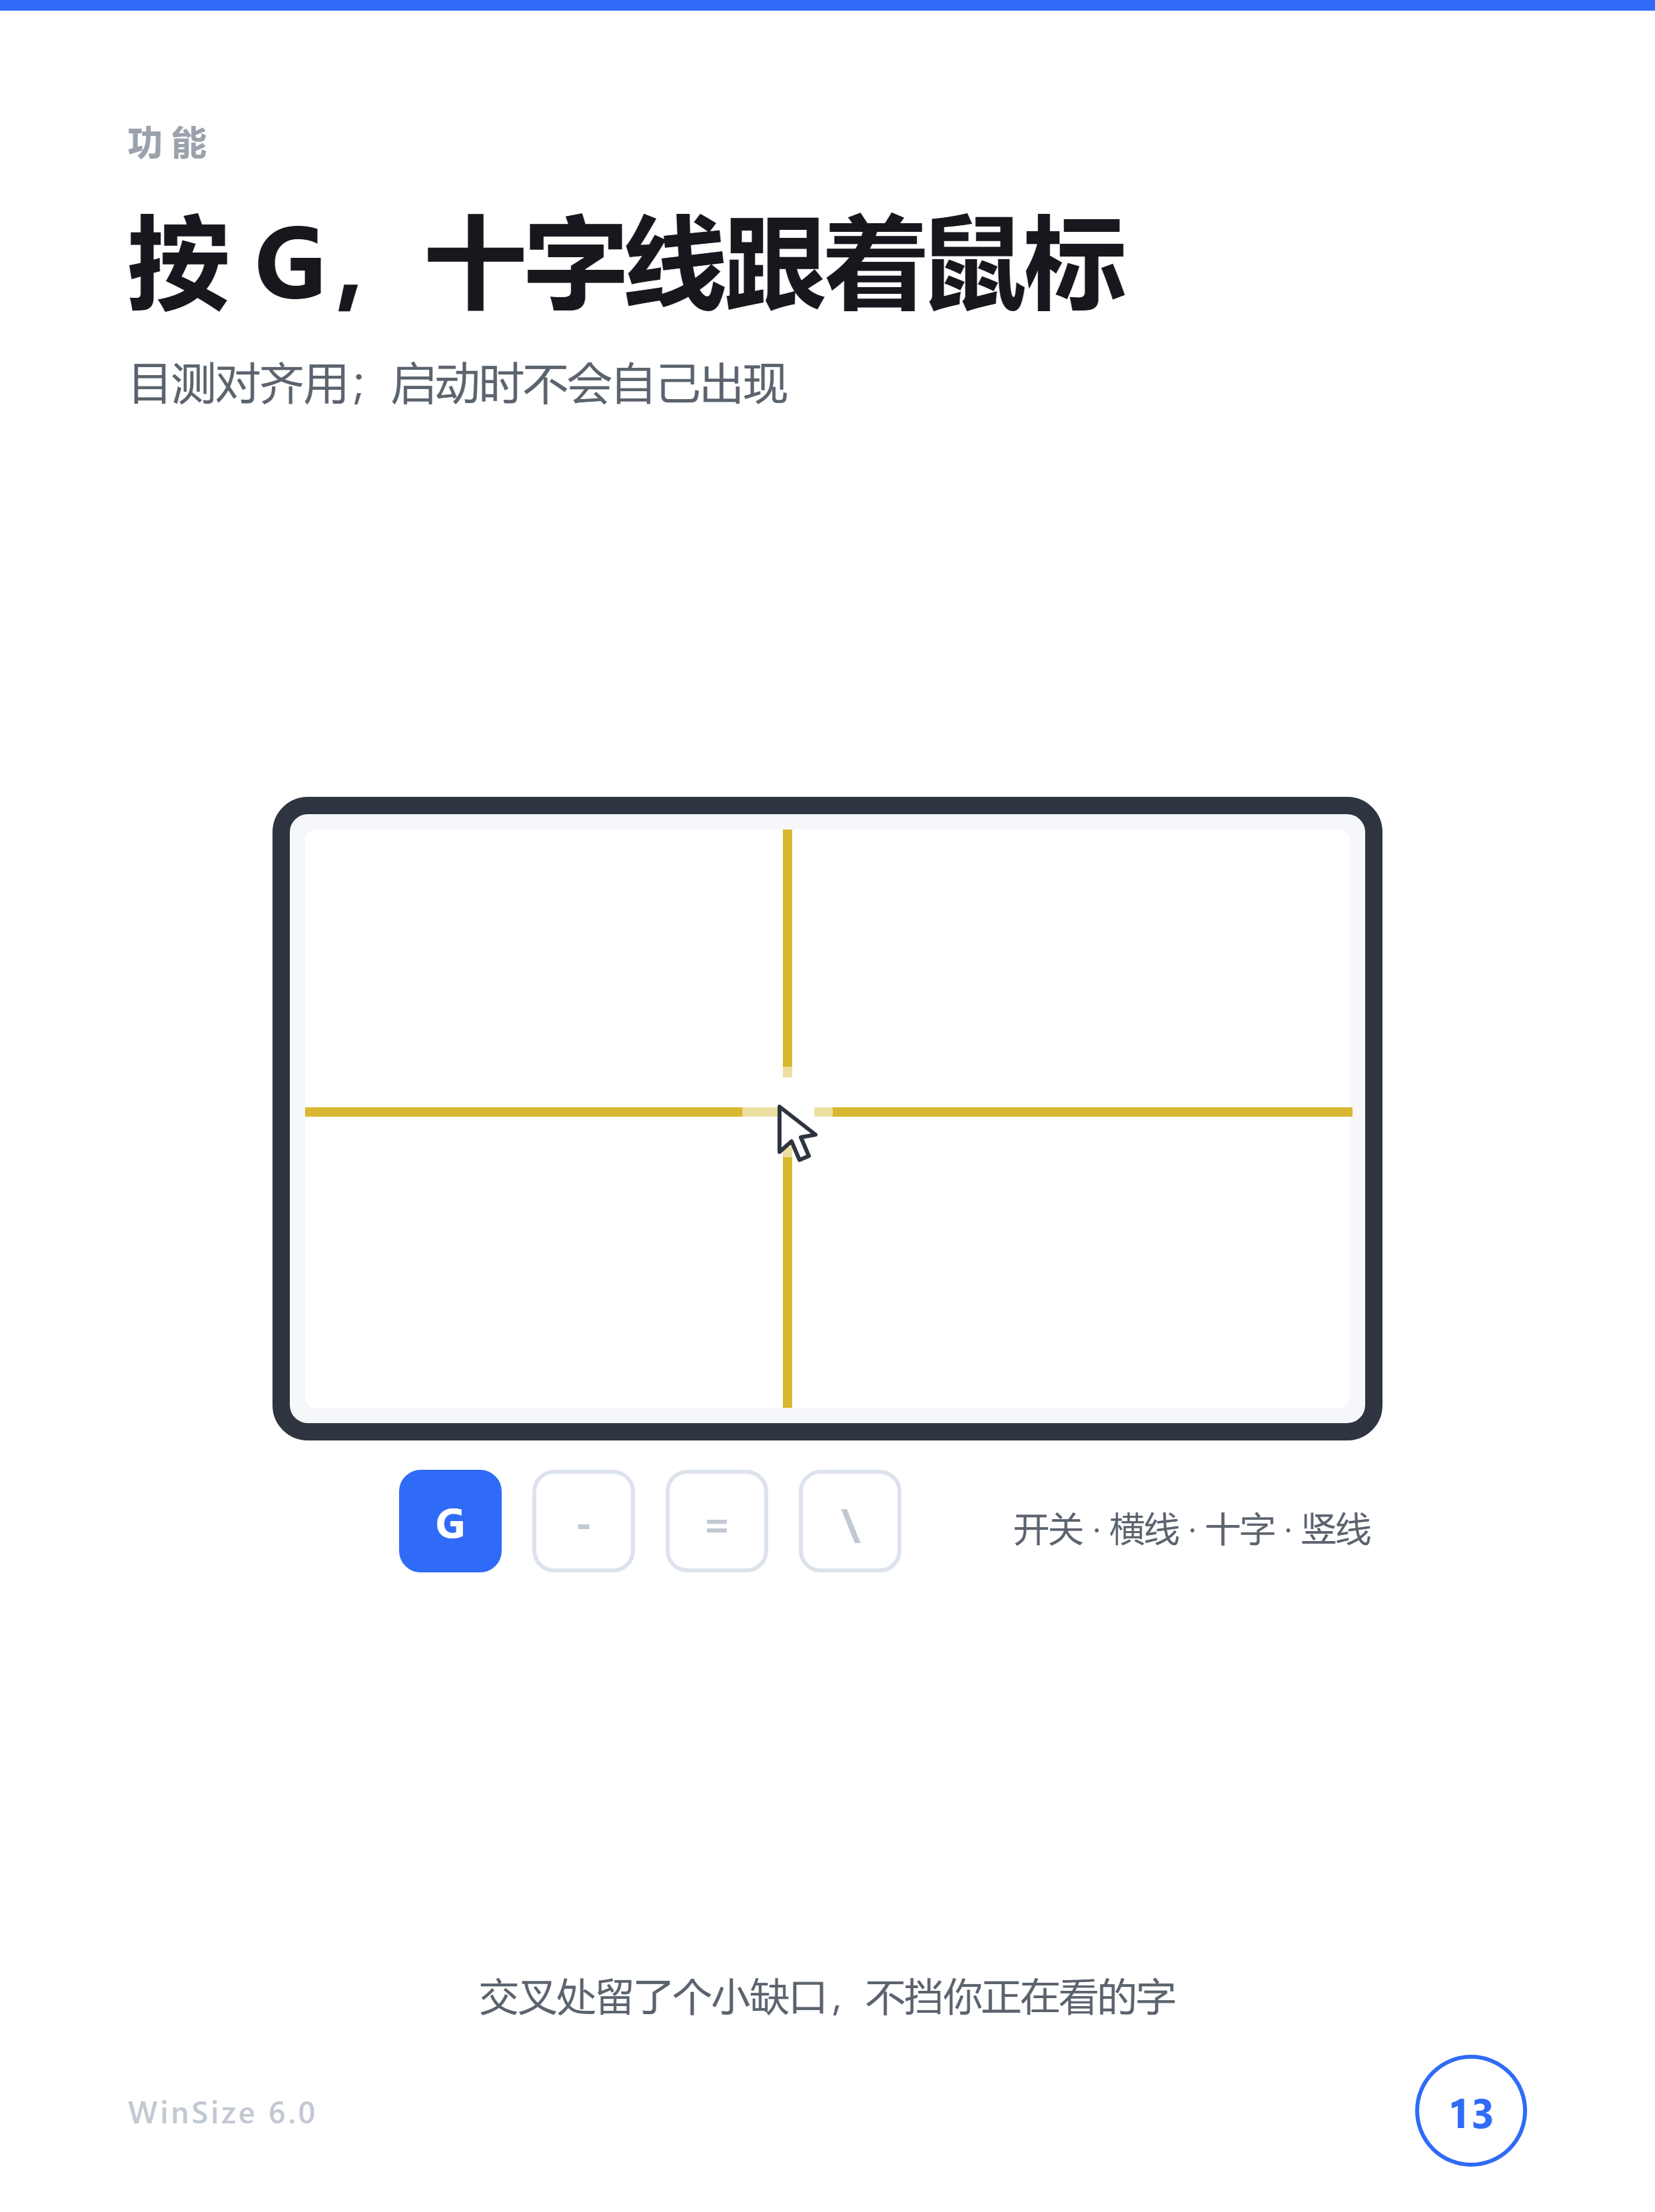 功能
按 G，十字线跟着鼠标
目测对齐用；启动时不会自己出现
G - = \ 开关 · 横线 · 十字 · 竖线
交叉处留了个小缺口，不挡你正在看的字
WinSize 6.0
13